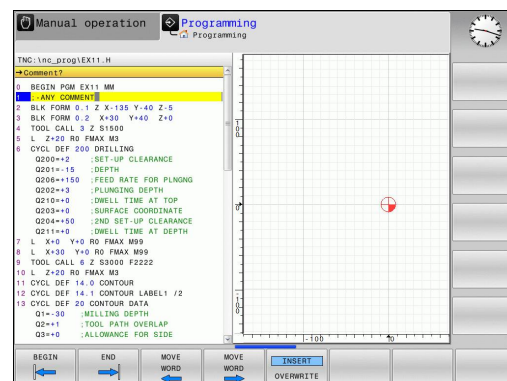 Manual operation
Programming
Programming
TNC:\nc_prog\EX11.H
→Comment?
0 BEGIN PGM EX11 MM
1 ;-ANY COMMENT
2 BLK FORM 0.1 Z X-135 Y-40 Z-5
3 BLK FORM 0.2 X+30 Y+40 Z+0
4 TOOL CALL 3 Z S1500
5 L Z+20 R0 FMAX M3
6 CYCL DEF 200 DRILLING
Q200=+2 ;SET-UP CLEARANCE
Q201=-15 ;DEPTH
Q206=+150 ;FEED RATE FOR PLNGNG
Q202=+3 ;PLUNGING DEPTH
Q210=+0 ;DWELL TIME AT TOP
Q203=+0 ;SURFACE COORDINATE
Q204=+50 ;2ND SET-UP CLEARANCE
Q211=+0 ;DWELL TIME AT DEPTH
7 L X+0 Y+0 R0 FMAX M99
8 L X+0 Y+0 R0 FMAX M99
9 TOOL CALL 6 Z S3000 F2222
10 L Z+20 R0 FMAX M3
11 CYCL DEF 14.0 CONTOUR
12 CYCL DEF 14.1 CONTOUR LABEL1 /2
13 CYCL DEF 20 CONTOUR DATA
Q1=-30 ;MILLING DEPTH
Q2=+1 ;TOOL PATH OVERLAP
Q3=+0 ;ALLOWANCE FOR SIDE
-100
0
BEGIN
END
MOVE WORD
MOVE WORD
INSERT
OVERWRITE